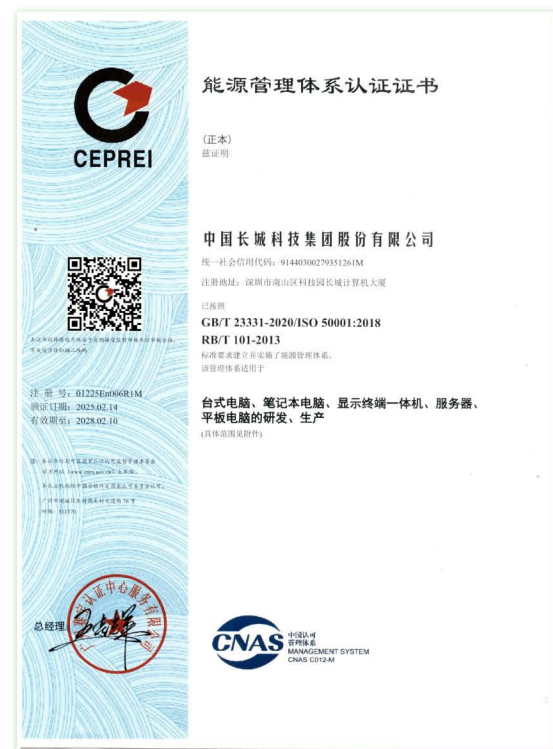 CEPREI
能源管理体系认证证书
(正本)
兹证明
中国长城科技集团股份有限公司
统一社会信用代码：91440300279351261M
注册地址：深圳市南山区科技园长城计算机大厦
已按照
GB/T 23331-2020/ISO 50001:2018
RB/T 101-2013
标准要求建立并实施了能源管理体系。
该管理体系适用于
台式电脑、笔记本电脑、显示终端一体机、服务器、
平板电脑的研发、生产
(具体范围见附件)
注 册 号：01225En006R1M
颁证日期：2025.02.14
有效期至：2028.02.10
总经理
CNAS
中国认可
管理体系
MANAGEMENT SYSTEM
CNAS C012-M